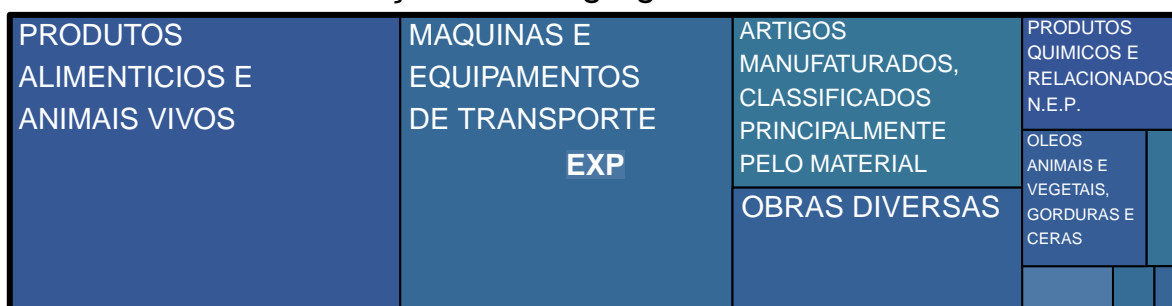 PRODUTOS
ALIMENTICIOS E
ANIMAIS VIVOS
MAQUINAS E
EQUIPAMENTOS
DE TRANSPORTE
EXP
ARTIGOS
MANUFATURADOS,
CLASSIFICADOS
PRINCIPALMENTE
PELO MATERIAL
OBRAS DIVERSAS
PRODUTOS
QUIMICOS E
RELACIONADOS
N.E.P.
OLEOS
ANIMAIS E
VEGETAIS,
GORDURAS E
CERAS